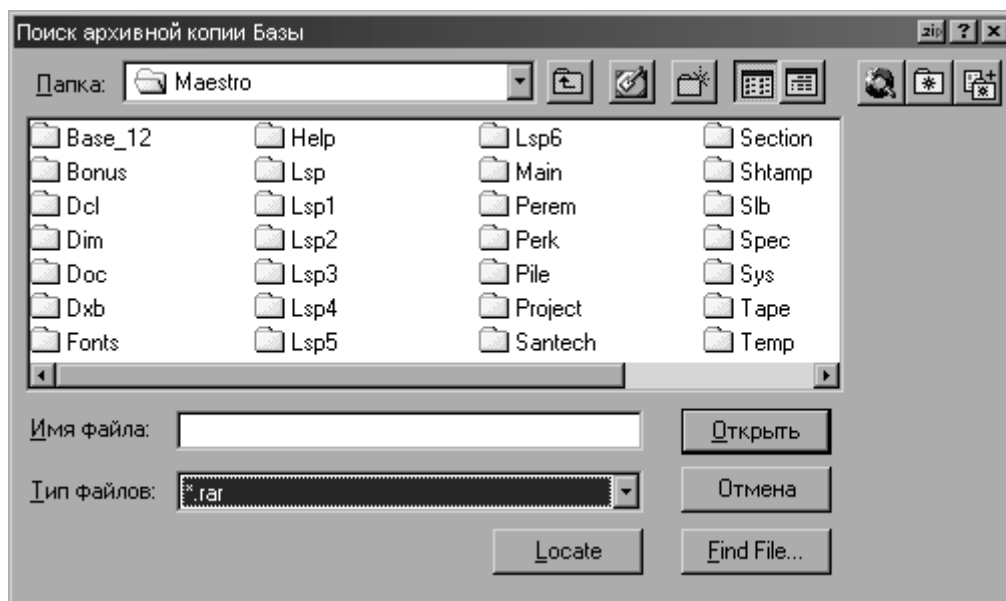 Поиск архивной копии Базы zip ? x
Папка: Maestro
Base_12 Help Lsp6 Section
Bonus Lsp Main Shtamp
Dcl Lsp1 Perem Slb
Dim Lsp2 Perk Spec
Doc Lsp3 Pile Sys
Dxb Lsp4 Project Tape
Fonts Lsp5 Santech Temp
Имя файла: Открыть
Тип файлов: *.rar Отмена
Locate Find File...